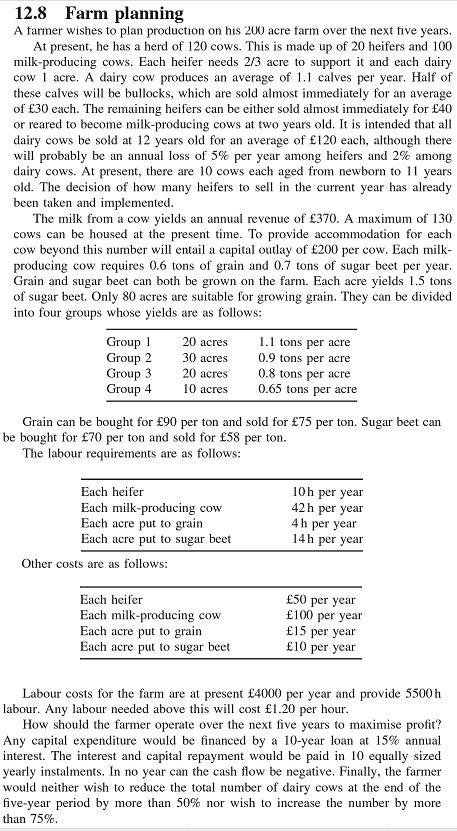 12.8 Farm planning
A farmer wishes to plan production on his 200 acre farm over the next five years.
At present, he has a herd of 120 cows. This is made up of 20 heifers and 100
milk-producing cows. Each heifer needs 2/3 acre to support it and each dairy
cow 1 acre. A dairy cow produces an average of 1.1 calves per year. Half of
these calves will be bullocks, which are sold almost immediately for an average
of £30 each. The remaining heifers can be either sold almost immediately for £40
or reared to become milk-producing cows at two years old. It is intended that all
dairy cows be sold at 12 years old for an average of £120 each, although there
will probably be an annual loss of 5% per year among heifers and 2% among
dairy cows. At present, there are 10 cows each aged from newborn to 11 years
old. The decision of how many heifers to sell in the current year has already
been taken and implemented.
The milk from a cow yields an annual revenue of £370. A maximum of 130
cows can be housed at the present time. To provide accommodation for each
cow beyond this number will entail a capital outlay of £200 per cow. Each milk-
producing cow requires 0.6 tons of grain and 0.7 tons of sugar beet per year.
Grain and sugar beet can both be grown on the farm. Each acre yields 1.5 tons
of sugar beet. Only 80 acres are suitable for growing grain. They can be divided
into four groups whose yields are as follows:
Group 1 20 acres 1.1 tons per acre
Group 2 30 acres 0.9 tons per acre
Group 3 20 acres 0.8 tons per acre
Group 4 10 acres 0.65 tons per acre
Grain can be bought for £90 per ton and sold for £75 per ton. Sugar beet can
be bought for £70 per ton and sold for £58 per ton.
The labour requirements are as follows:
Each heifer 10 h per year
Each milk-producing cow 42 h per year
Each acre put to grain 4 h per year
Each acre put to sugar beet 14 h per year
Other costs are as follows:
Each heifer £50 per year
Each milk-producing cow £100 per year
Each acre put to grain £15 per year
Each acre put to sugar beet £10 per year
Labour costs for the farm are at present £4000 per year and provide 5500 h
labour. Any labour needed above this will cost £1.20 per hour.
How should the farmer operate over the next five years to maximise profit?
Any capital expenditure would be financed by a 10-year loan at 15% annual
interest. The interest and capital repayment would be paid in 10 equally sized
yearly instalments. In no year can the cash flow be negative. Finally, the farmer
would neither wish to reduce the total number of dairy cows at the end of the
five-year period by more than 50% nor wish to increase the number by more
than 75%.